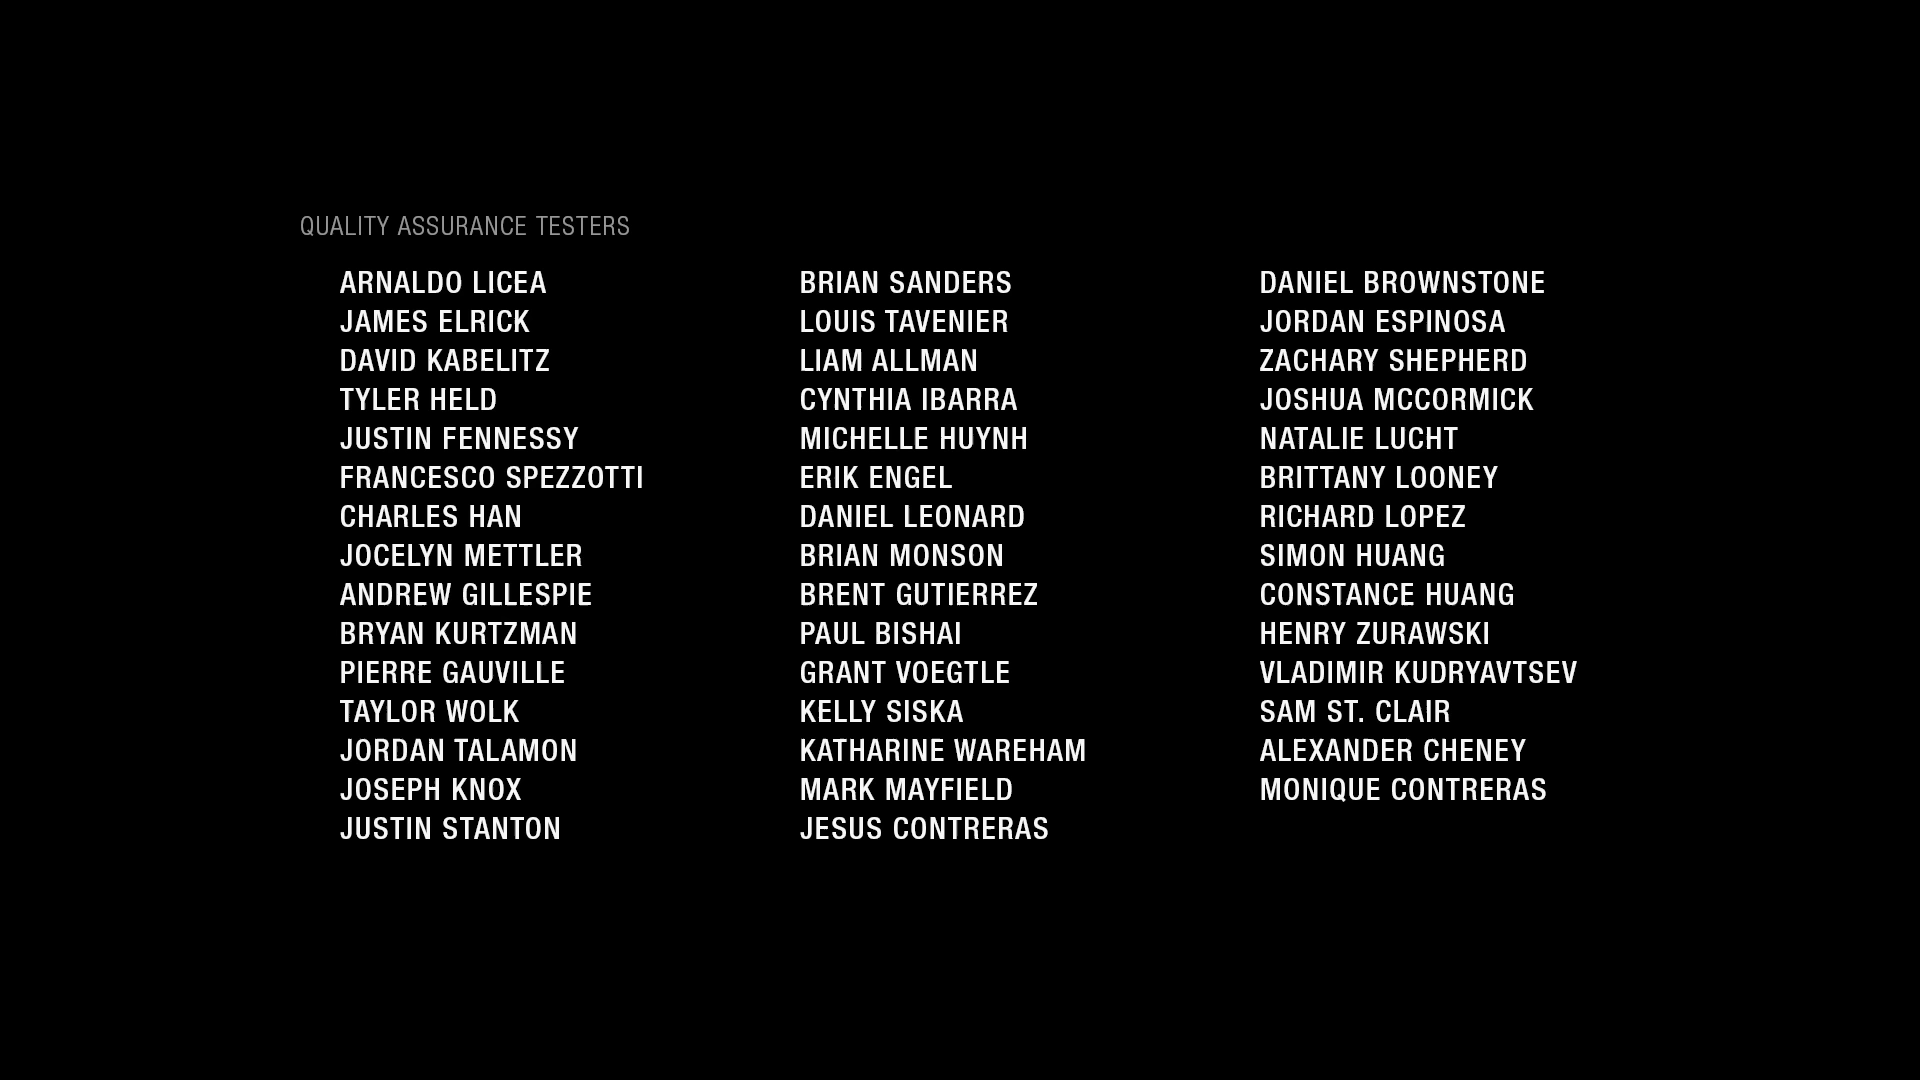 QUALITY ASSURANCE TESTERS
ARNALDO LICEA
JAMES ELRICK
DAVID KABELITZ
TYLER HELD
JUSTIN FENNESSY
FRANCESCO SPEZZOTTI
CHARLES HAN
JOCELYN METTLER
ANDREW GILLESPIE
BRYAN KURTZMAN
PIERRE GAUVILLE
TAYLOR WOLK
JORDAN TALAMON
JOSEPH KNOX
JUSTIN STANTON
BRIAN SANDERS
LOUIS TAVENIER
LIAM ALLMAN
CYNTHIA IBARRA
MICHELLE HUYNH
ERIK ENGEL
DANIEL LEONARD
BRIAN MONSON
BRENT GUTIERREZ
PAUL BISHAI
GRANT VOEGTLE
KELLY SISKA
KATHARINE WAREHAM
MARK MAYFIELD
JESUS CONTRERAS
DANIEL BROWNSTONE
JORDAN ESPINOSA
ZACHARY SHEPHERD
JOSHUA MCCORMICK
NATALIE LUCHT
BRITTANY LOONEY
RICHARD LOPEZ
SIMON HUANG
CONSTANCE HUANG
HENRY ZURAWSKI
VLADIMIR KUDRYAVTSEV
SAM ST. CLAIR
ALEXANDER CHENEY
MONIQUE CONTRERAS